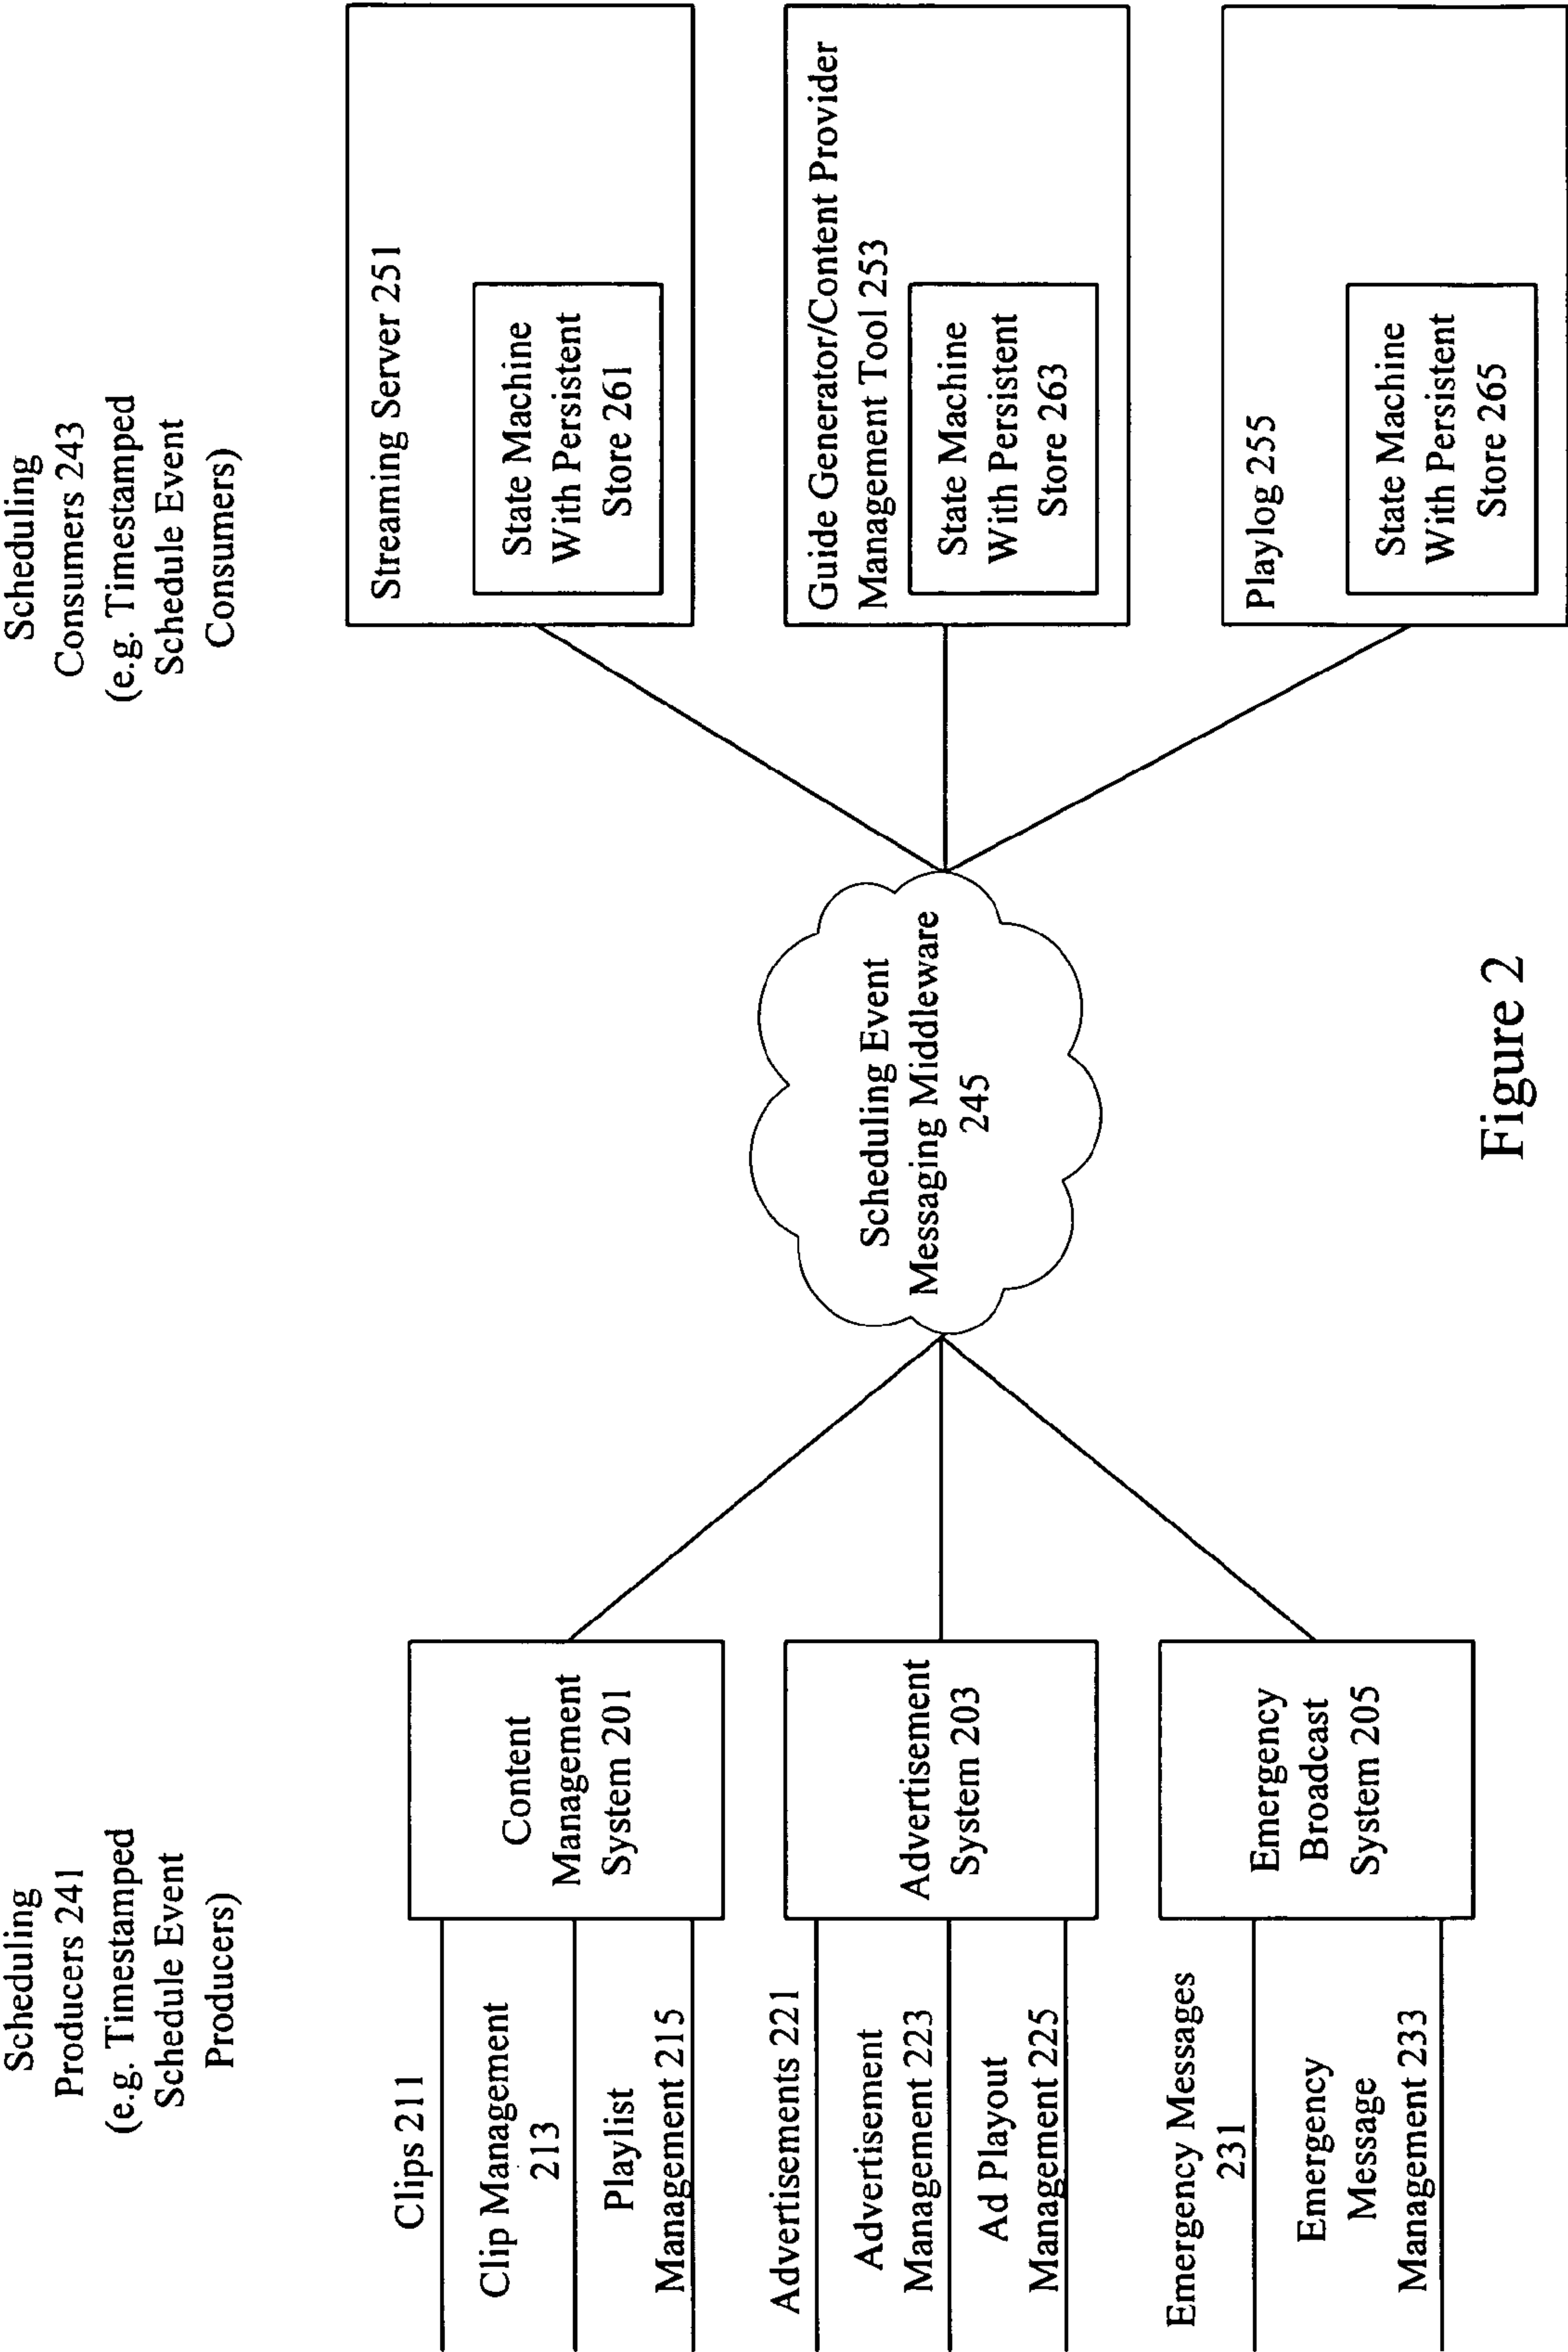 Scheduling
Producers 241
(e.g. Timestamped
Schedule Event
Producers)
Scheduling
Consumers 243
(e.g. Timestamped
Schedule Event
Consumers)
Clips 211
Clip Management
213
Playlist
Management 215
Content
Management
System 201
Advertisements 221
Advertisement
Management 223
Ad Playout
Management 225
Advertisement
System 203
Emergency Messages
231
Emergency
Message
Management 233
Emergency
Broadcast
System 205
Scheduling Event
Messaging Middleware
245
Streaming Server 251
State Machine
With Persistent
Store 261
Guide Generator/Content Provider
Management Tool 253
State Machine
With Persistent
Store 263
Playlog 255
State Machine
With Persistent
Store 265
Figure 2